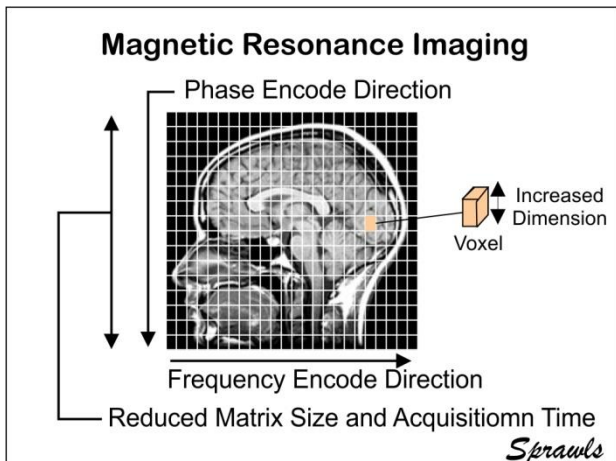 Magnetic Resonance Imaging
Phase Encode Direction
Increased
Dimension
Voxel
Frequency Encode Direction
Reduced Matrix Size and Acquisitiomn Time
Sprawls